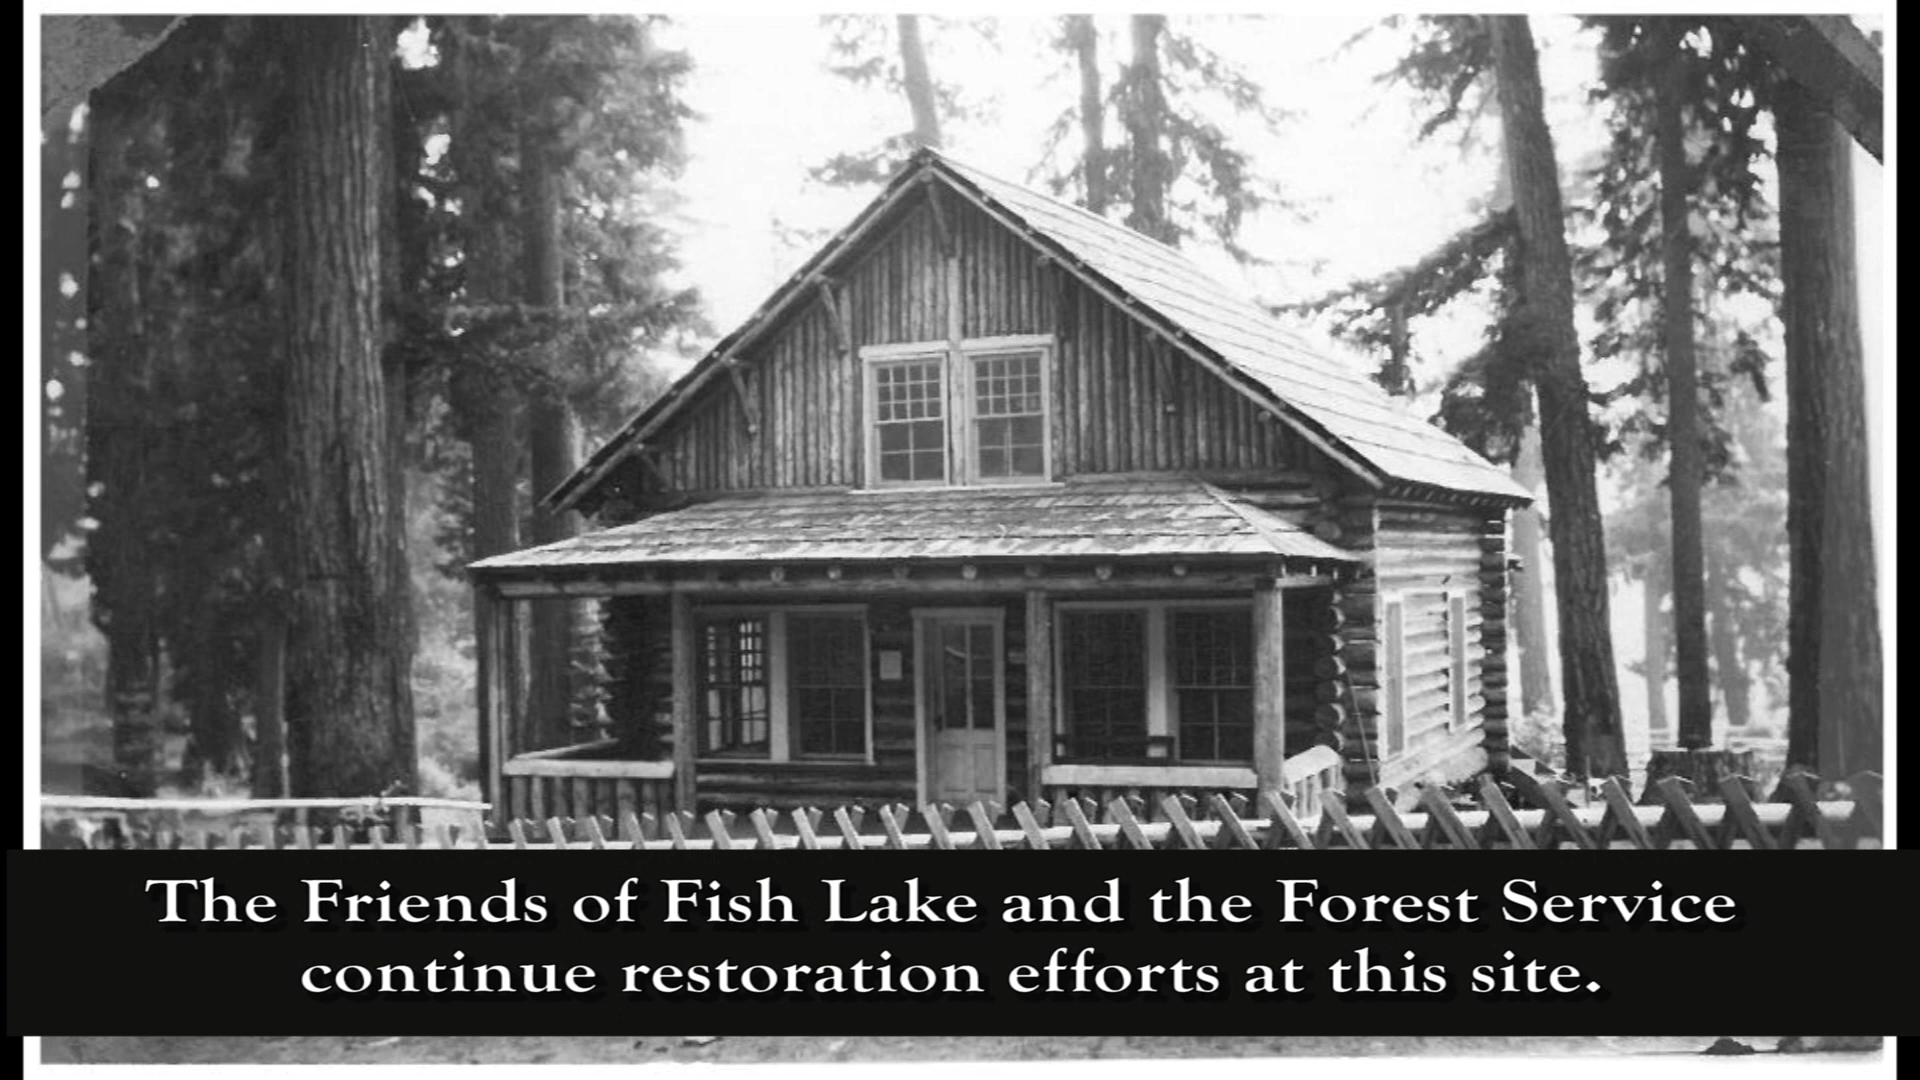 The Friends of Fish Lake and the Forest Service
continue restoration efforts at this site.